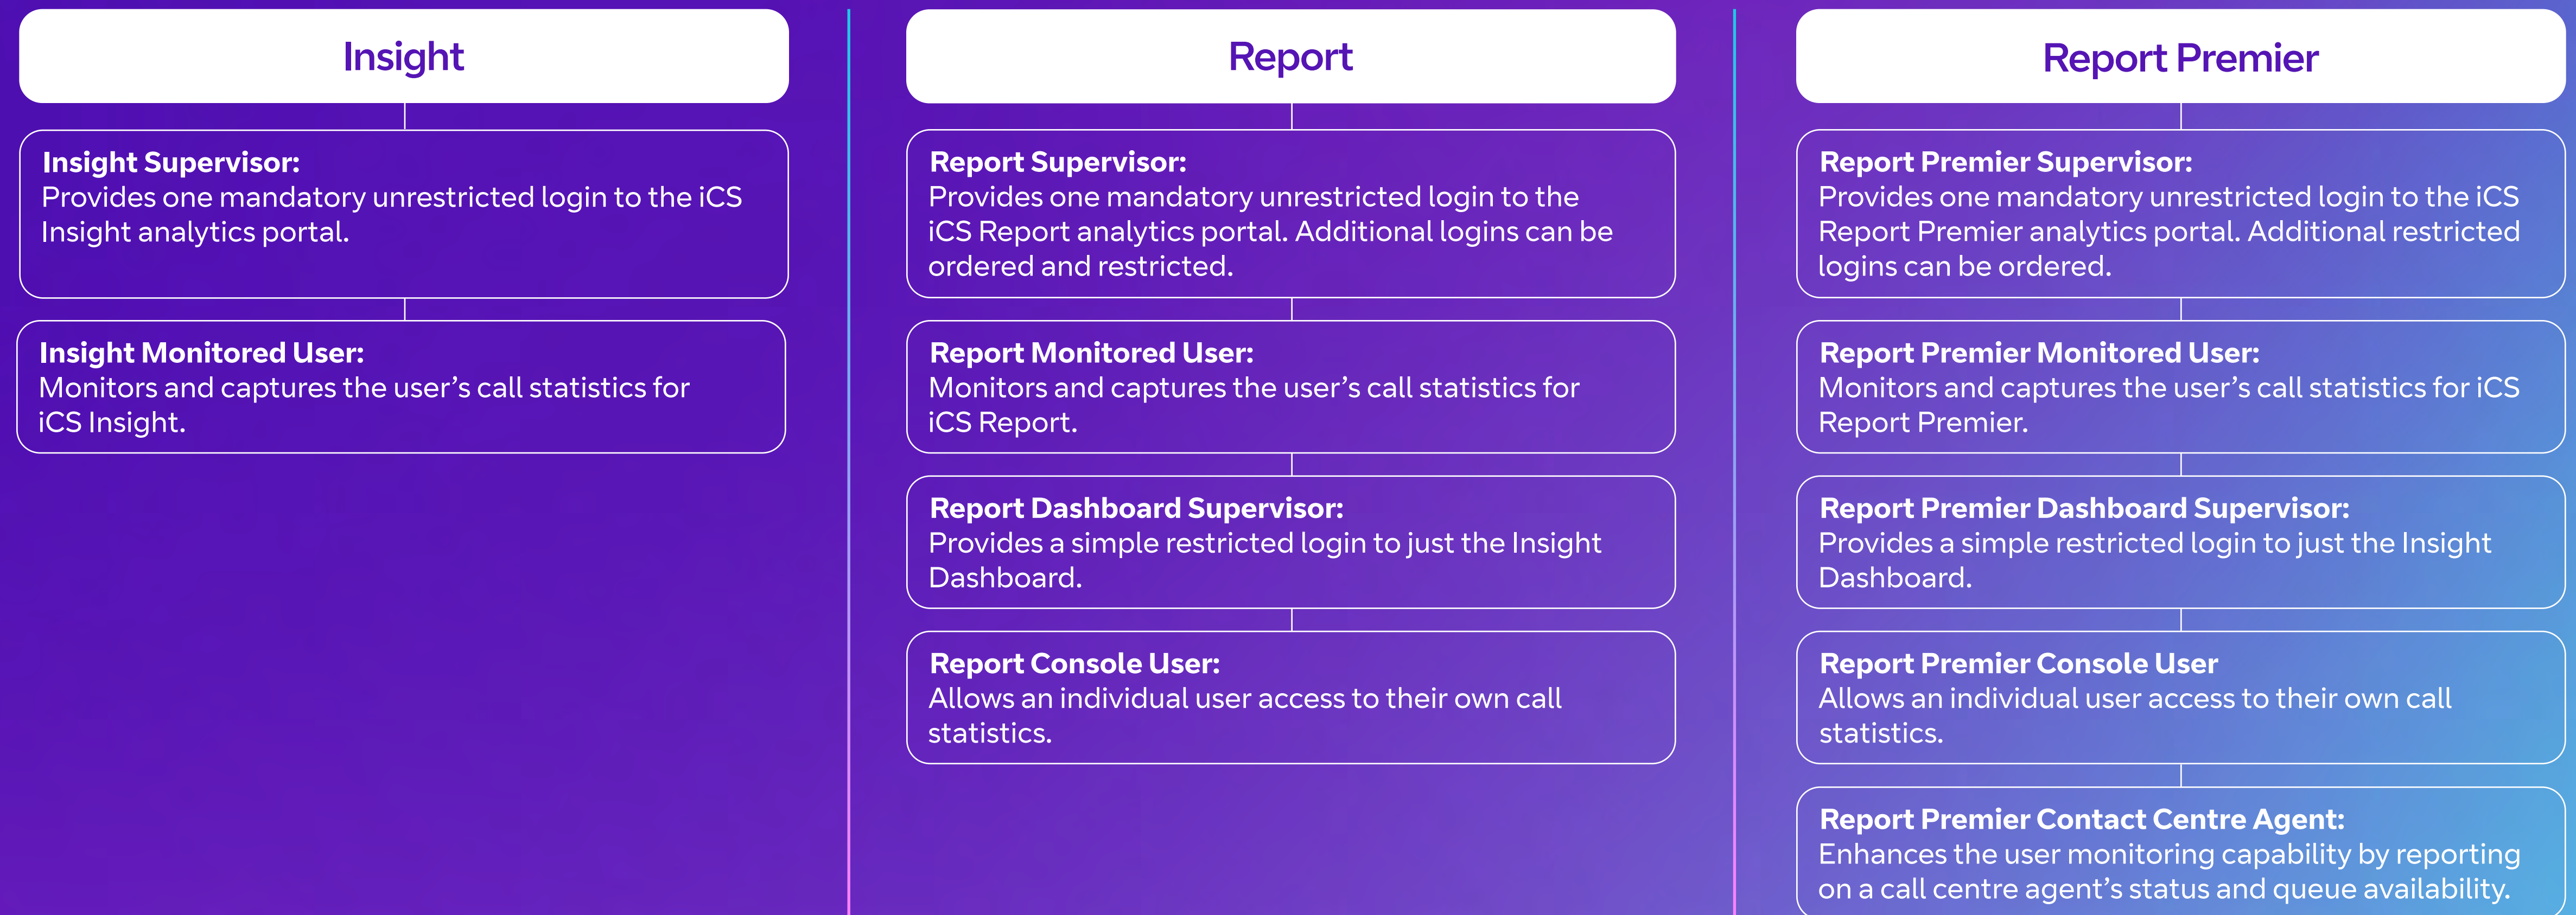 Insight
Insight Supervisor:
Provides one mandatory unrestricted login to the iCS
Insight analytics portal.
Insight Monitored User:
Monitors and captures the user’s call statistics for
iCS Insight.
Report
Report Supervisor:
Provides one mandatory unrestricted login to the
iCS Report analytics portal. Additional logins can be
ordered and restricted.
Report Monitored User:
Monitors and captures the user’s call statistics for
iCS Report.
Report Dashboard Supervisor:
Provides a simple restricted login to just the Insight
Dashboard.
Report Console User:
Allows an individual user access to their own call
statistics.
Report Premier
Report Premier Supervisor:
Provides one mandatory unrestricted login to the iCS
Report Premier analytics portal. Additional restricted
logins can be ordered.
Report Premier Monitored User:
Monitors and captures the user’s call statistics for iCS
Report Premier.
Report Premier Dashboard Supervisor:
Provides a simple restricted login to just the Insight
Dashboard.
Report Premier Console User
Allows an individual user access to their own call
statistics.
Report Premier Contact Centre Agent:
Enhances the user monitoring capability by reporting
on a call centre agent’s status and queue availability.